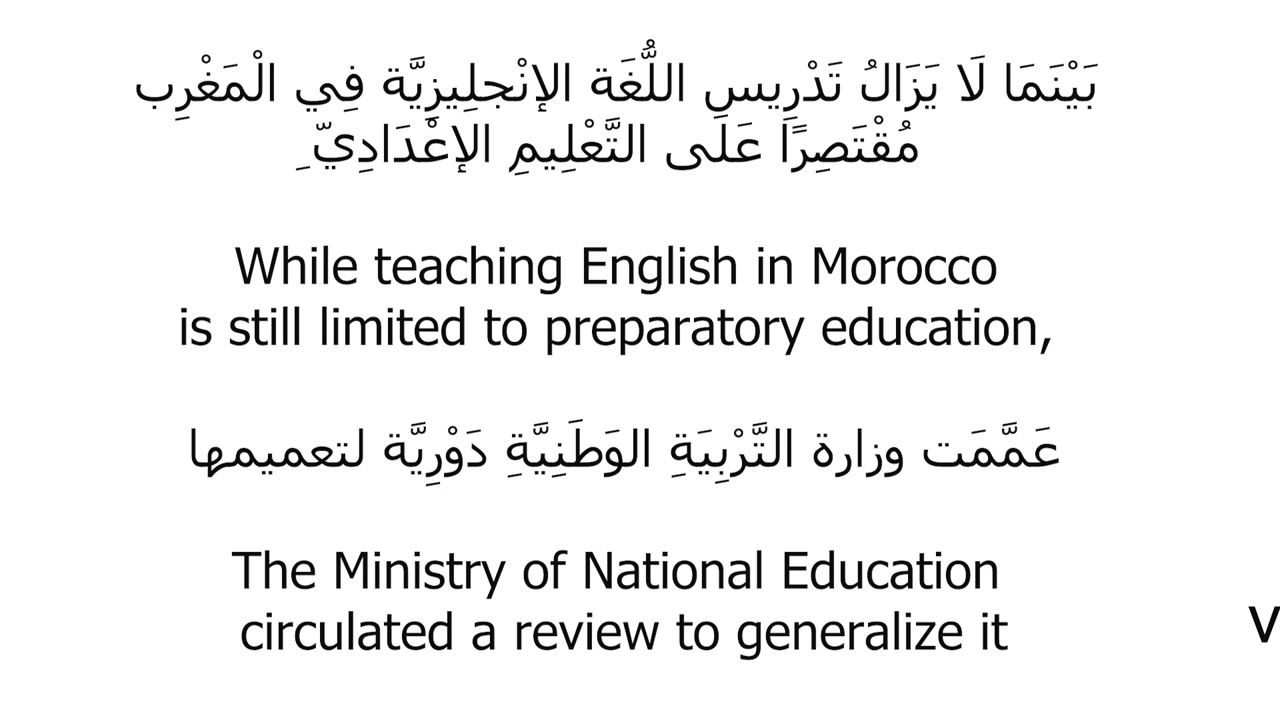 بَيْنَمَا لَا يَزَالُ تَدْرِيس اللُّغَة الإنْجلِيزِيَّة فِي الْمَغْرِب
مُقْتَصِرًا عَلَى التَّعْلِيمِ الإعْدَادِيّ ِ
While teaching English in Morocco
is still limited to preparatory education,
عَمَّمَت وزارة التَّرْبِيَةِ الوَطَنِيَّةِ دَوْرِيَّة لتعميمها
The Ministry of National Education
circulated a review to generalize it
V